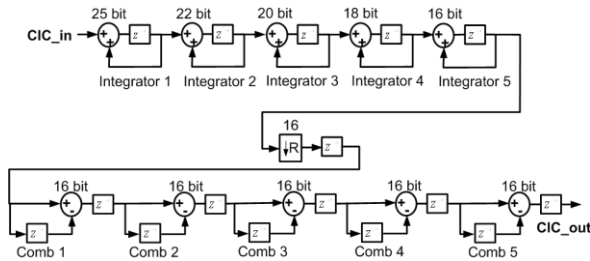 25 bit 22 bit 20 bit 18 bit 16 bit
CIC_in + + z + + z + + z + + z + + z
Integrator 1 Integrator 2 Integrator 3 Integrator 4 Integrator 5
16
↓R z
16 bit 16 bit 16 bit 16 bit 16 bit
+ - z + - z + - z + - z + - z
z z z z z CIC_out
Comb 1 Comb 2 Comb 3 Comb 4 Comb 5